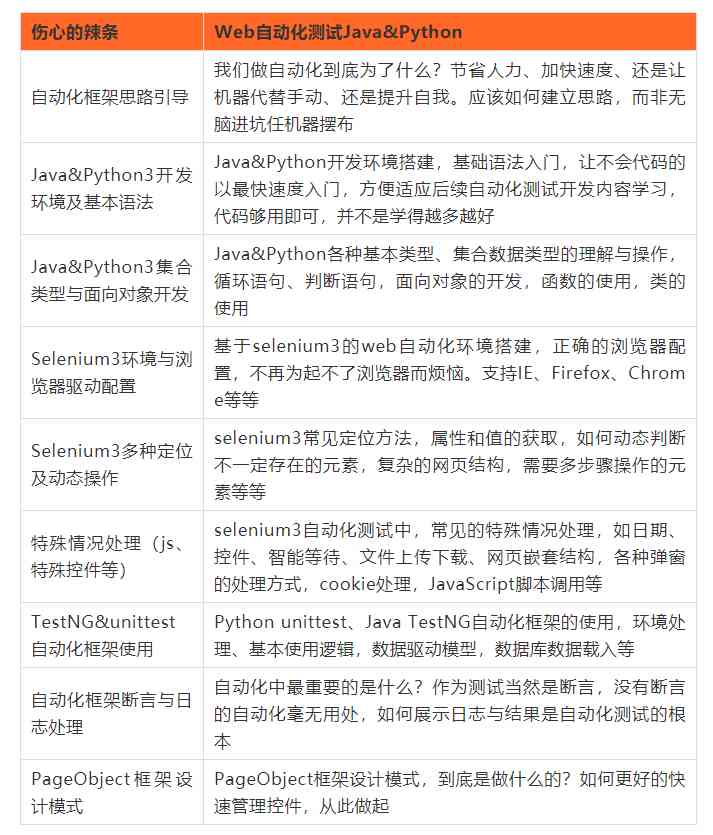 伤心的辣条
Web自动化测试Java&Python
自动化框架思路引导
我们做自动化到底为了什么？节省人力、加快速度、还是让
机器代替手动、还是提升自我。应该如何建立思路，而非无
脑进坑任机器摆布
Java&Python3开发
环境及基本语法
Java&Python开发环境搭建，基础语法入门，让不会代码的
以最快速度入门，方便适应后续自动化测试开发内容学习，
代码够用即可，并不是学得越多越好
Java&Python3集合
类型与面向对象开发
Java&Python各种基本类型、集合数据类型的理解与操作，
循环语句、判断语句，面向对象的开发，函数的使用，类的
使用
Selenium3环境与浏
览器驱动配置
基于selenium3的web自动化环境搭建，正确的浏览器配
置，不再为起不了浏览器而烦恼。支持IE、Firefox、Chrom
e等等
Selenium3多种定位
及动态操作
selenium3常见定位方法，属性和值的获取，如何动态判断
不一定存在的元素，复杂的网页结构，需要多步骤操作的元
素等等
特殊情况处理（js、
特殊控件等）
selenium3自动化测试中，常见的特殊情况处理，如日期、
控件、智能等待、文件上传下载、网页嵌套结构，各种弹窗
的处理方式，cookie处理，JavaScript脚本调用等
TestNG&unittest
自动化框架使用
Python unittest、Java TestNG自动化框架的使用，环境处
理、基本使用逻辑，数据驱动模型，数据库数据载入等
自动化框架断言与日
志处理
自动化中最重要的是什么？作为测试当然是断言，没有断言
的自动化毫无用处，如何展示日志与结果是自动化测试的根
本
PageObject框架设
计模式
PageObject框架设计模式，到底是做什么的？如何更好的快
速管理控件，从此做起